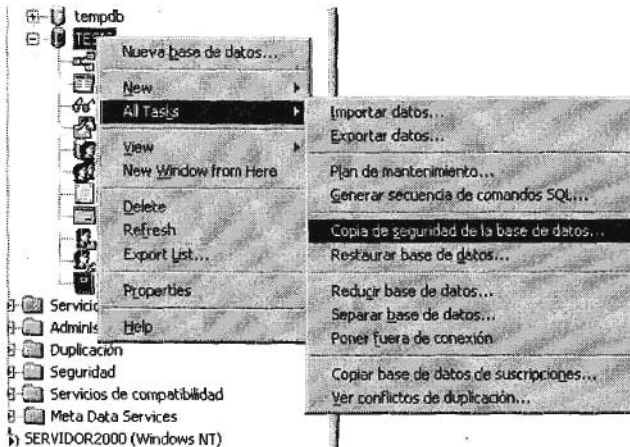 tempdb
Nueva base de datos...
New
All Tasks
View
New Window from Here
Delete
Refresh
Export List...
Properties
Help
Importar datos...
Exportar datos...
Plan de mantenimiento...
Generar secuencia de comandos SQL...
Copia de seguridad de la base de datos...
Restaurar base de datos...
Reducir base de datos...
Separar base de datos...
Poner fuera de conexión
Copiar base de datos de suscripciones...
Ver conflictos de duplicación...
Duplicación
Seguridad
Servicios de compatibilidad
Meta Data Services
SERVIDOR2000 (Windows NT)